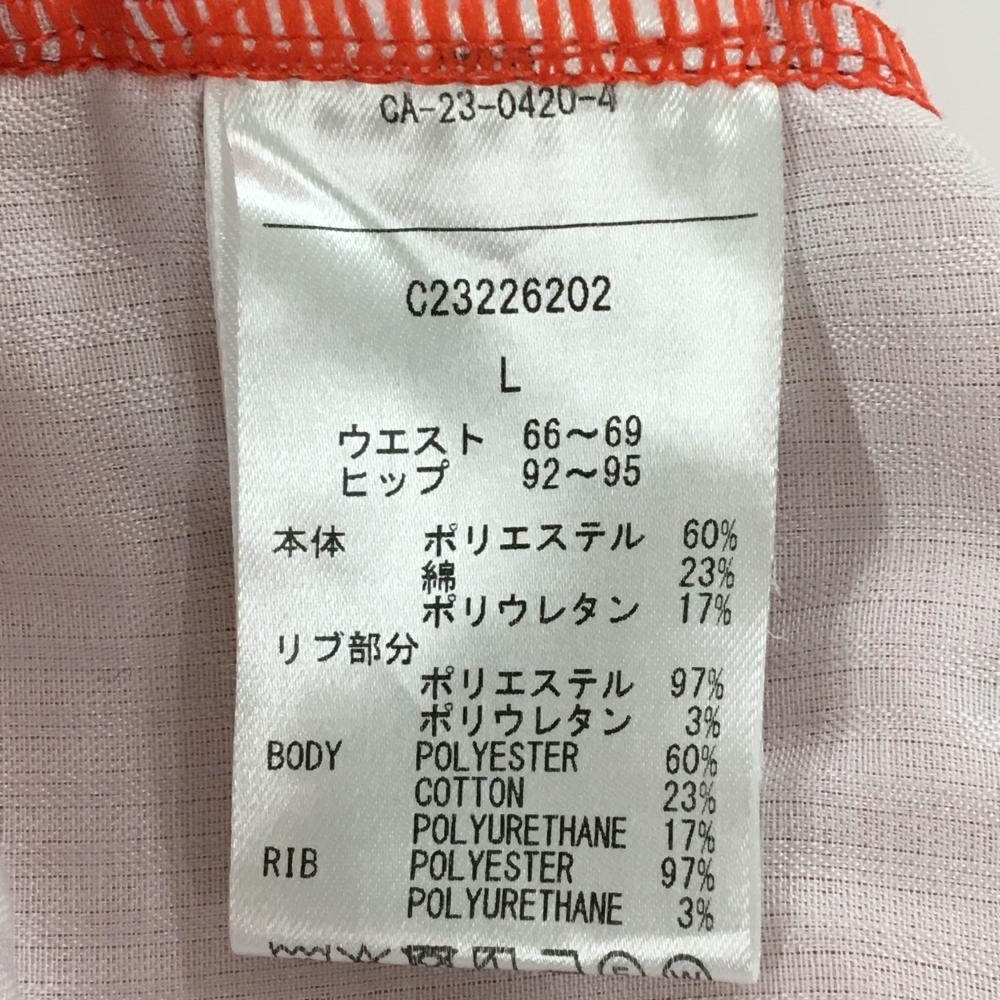 CA-23-0420-4
C23226202
L
ウエスト 66～69
ヒップ 92～95
本体 ポリエステル 60%
綿 23%
ポリウレタン 17%
リブ部分
ポリエステル 97%
ポリウレタン 3%
BODY POLYESTER 60%
COTTON 23%
POLYURETHANE 17%
RIB POLYESTER 97%
POLYURETHANE 3%